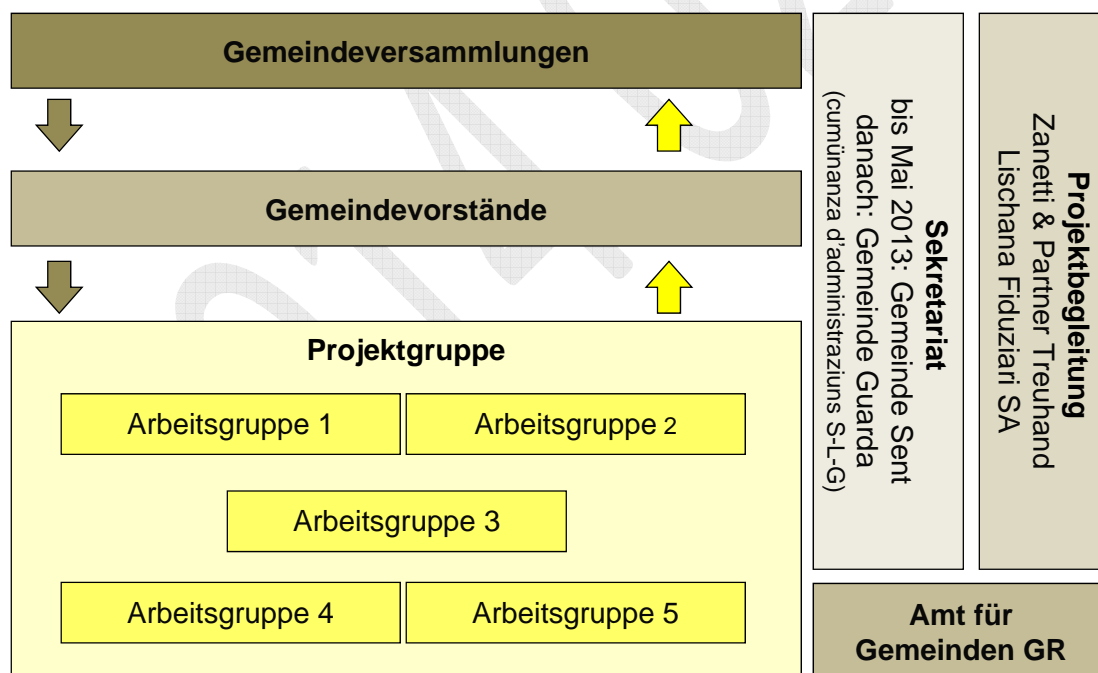 Gemeindeversammlungen
Gemeindevorstände
Projektgruppe
Arbeitsgruppe 1
Arbeitsgruppe 2
Arbeitsgruppe 3
Arbeitsgruppe 4
Arbeitsgruppe 5
Sekretariat
bis Mai 2013: Gemeinde Sent
danach: Gemeinde Guarda
(cumünanza d'administraziuns S-L-G)
Projektbegleitung
Zanetti & Partner Treuhand
Lischana Fiduziari SA
Amt für
Gemeinden GR